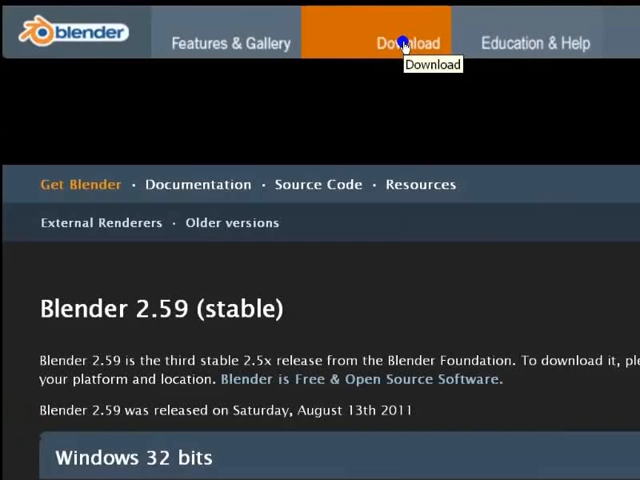 blender
Features & Gallery
Download
Education & Help
Download
Get Blender · Documentation · Source Code · Resources
External Renderers · Older versions
Blender 2.59 (stable)
Blender 2.59 is the third stable 2.5x release from the Blender Foundation. To download it, ple
your platform and location. Blender is Free & Open Source Software.
Blender 2.59 was released on Saturday, August 13th 2011
Windows 32 bits